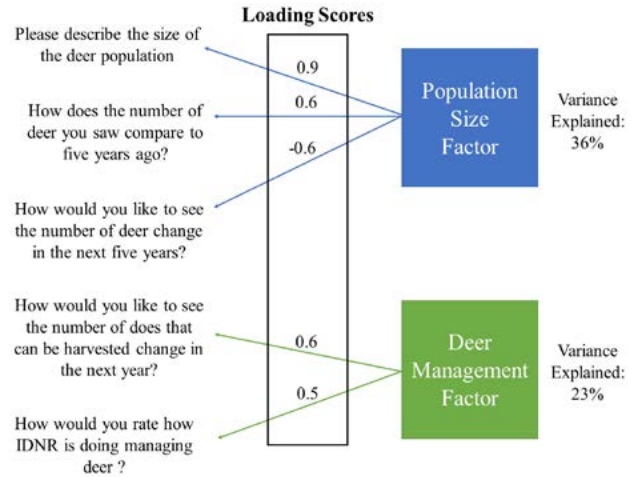 Loading Scores
Please describe the size of
the deer population
How does the number of
deer you saw compare to
five years ago?
How would you like to see
the number of deer change
in the next five years?
How would you like to see
the number of does that
can be harvested change in
the next year?
How would you rate how
IDNR is doing managing
deer ?
0.9
0.6
-0.6
0.6
0.5
Population
Size
Factor
Variance
Explained:
36%
Deer
Management
Factor
Variance
Explained:
23%